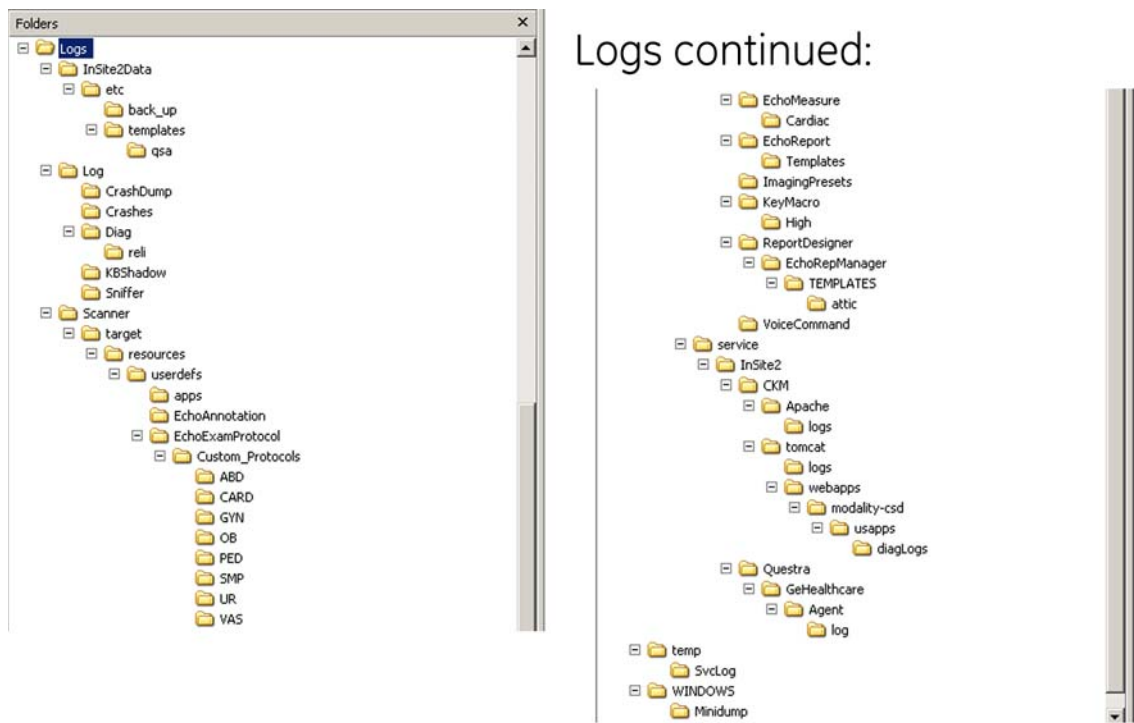 Folders
Logs
InSite2Data
etc
back_up
templates
qsa
Log
CrashDump
Crashes
Diag
reli
KBShadow
Sniffer
Scanner
target
resources
userdefs
apps
EchoAnnotation
EchoExamProtocol
Custom_Protocols
ABD
CARD
GYN
OB
PED
SMP
UR
VAS
Logs continued:
EchoMeasure
Cardiac
EchoReport
Templates
ImagingPresets
KeyMacro
High
ReportDesigner
EchoRepManager
TEMPLATES
attic
VoiceCommand
service
InSite2
CKM
Apache
logs
tomcat
logs
webapps
modality-csd
usapps
diagLogs
Questra
GeHealthcare
Agent
log
temp
SvcLog
WINDOWS
Minidump